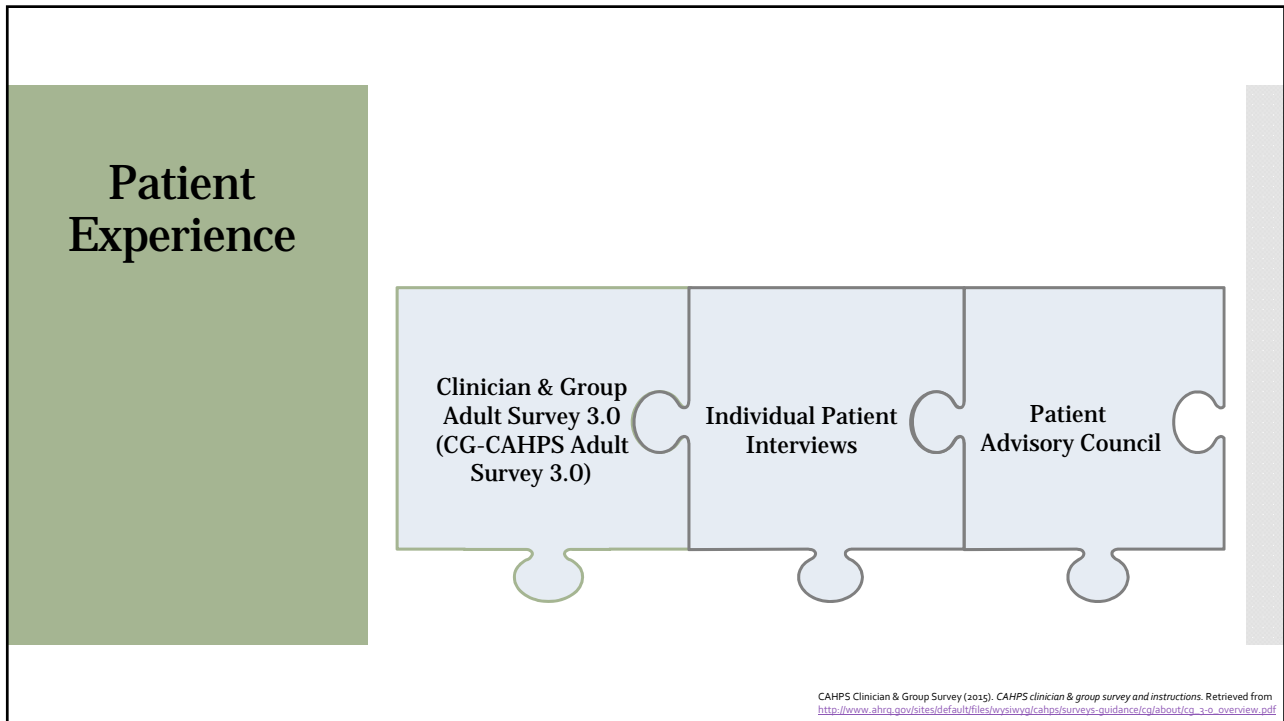 Patient
Experience
Clinician & Group
Adult Survey 3.0
(CG-CAHPS Adult
Survey 3.0)
Individual Patient
Interviews
Patient
Advisory Council
CAHPS Clinician & Group Survey (2015). CAHPS clinician & group survey and instructions. Retrieved from
http://www.ahrq.gov/sites/default/files/wysiwyg/cahps/surveys-guidance/cg/about/cg_3-0_overview.pdf